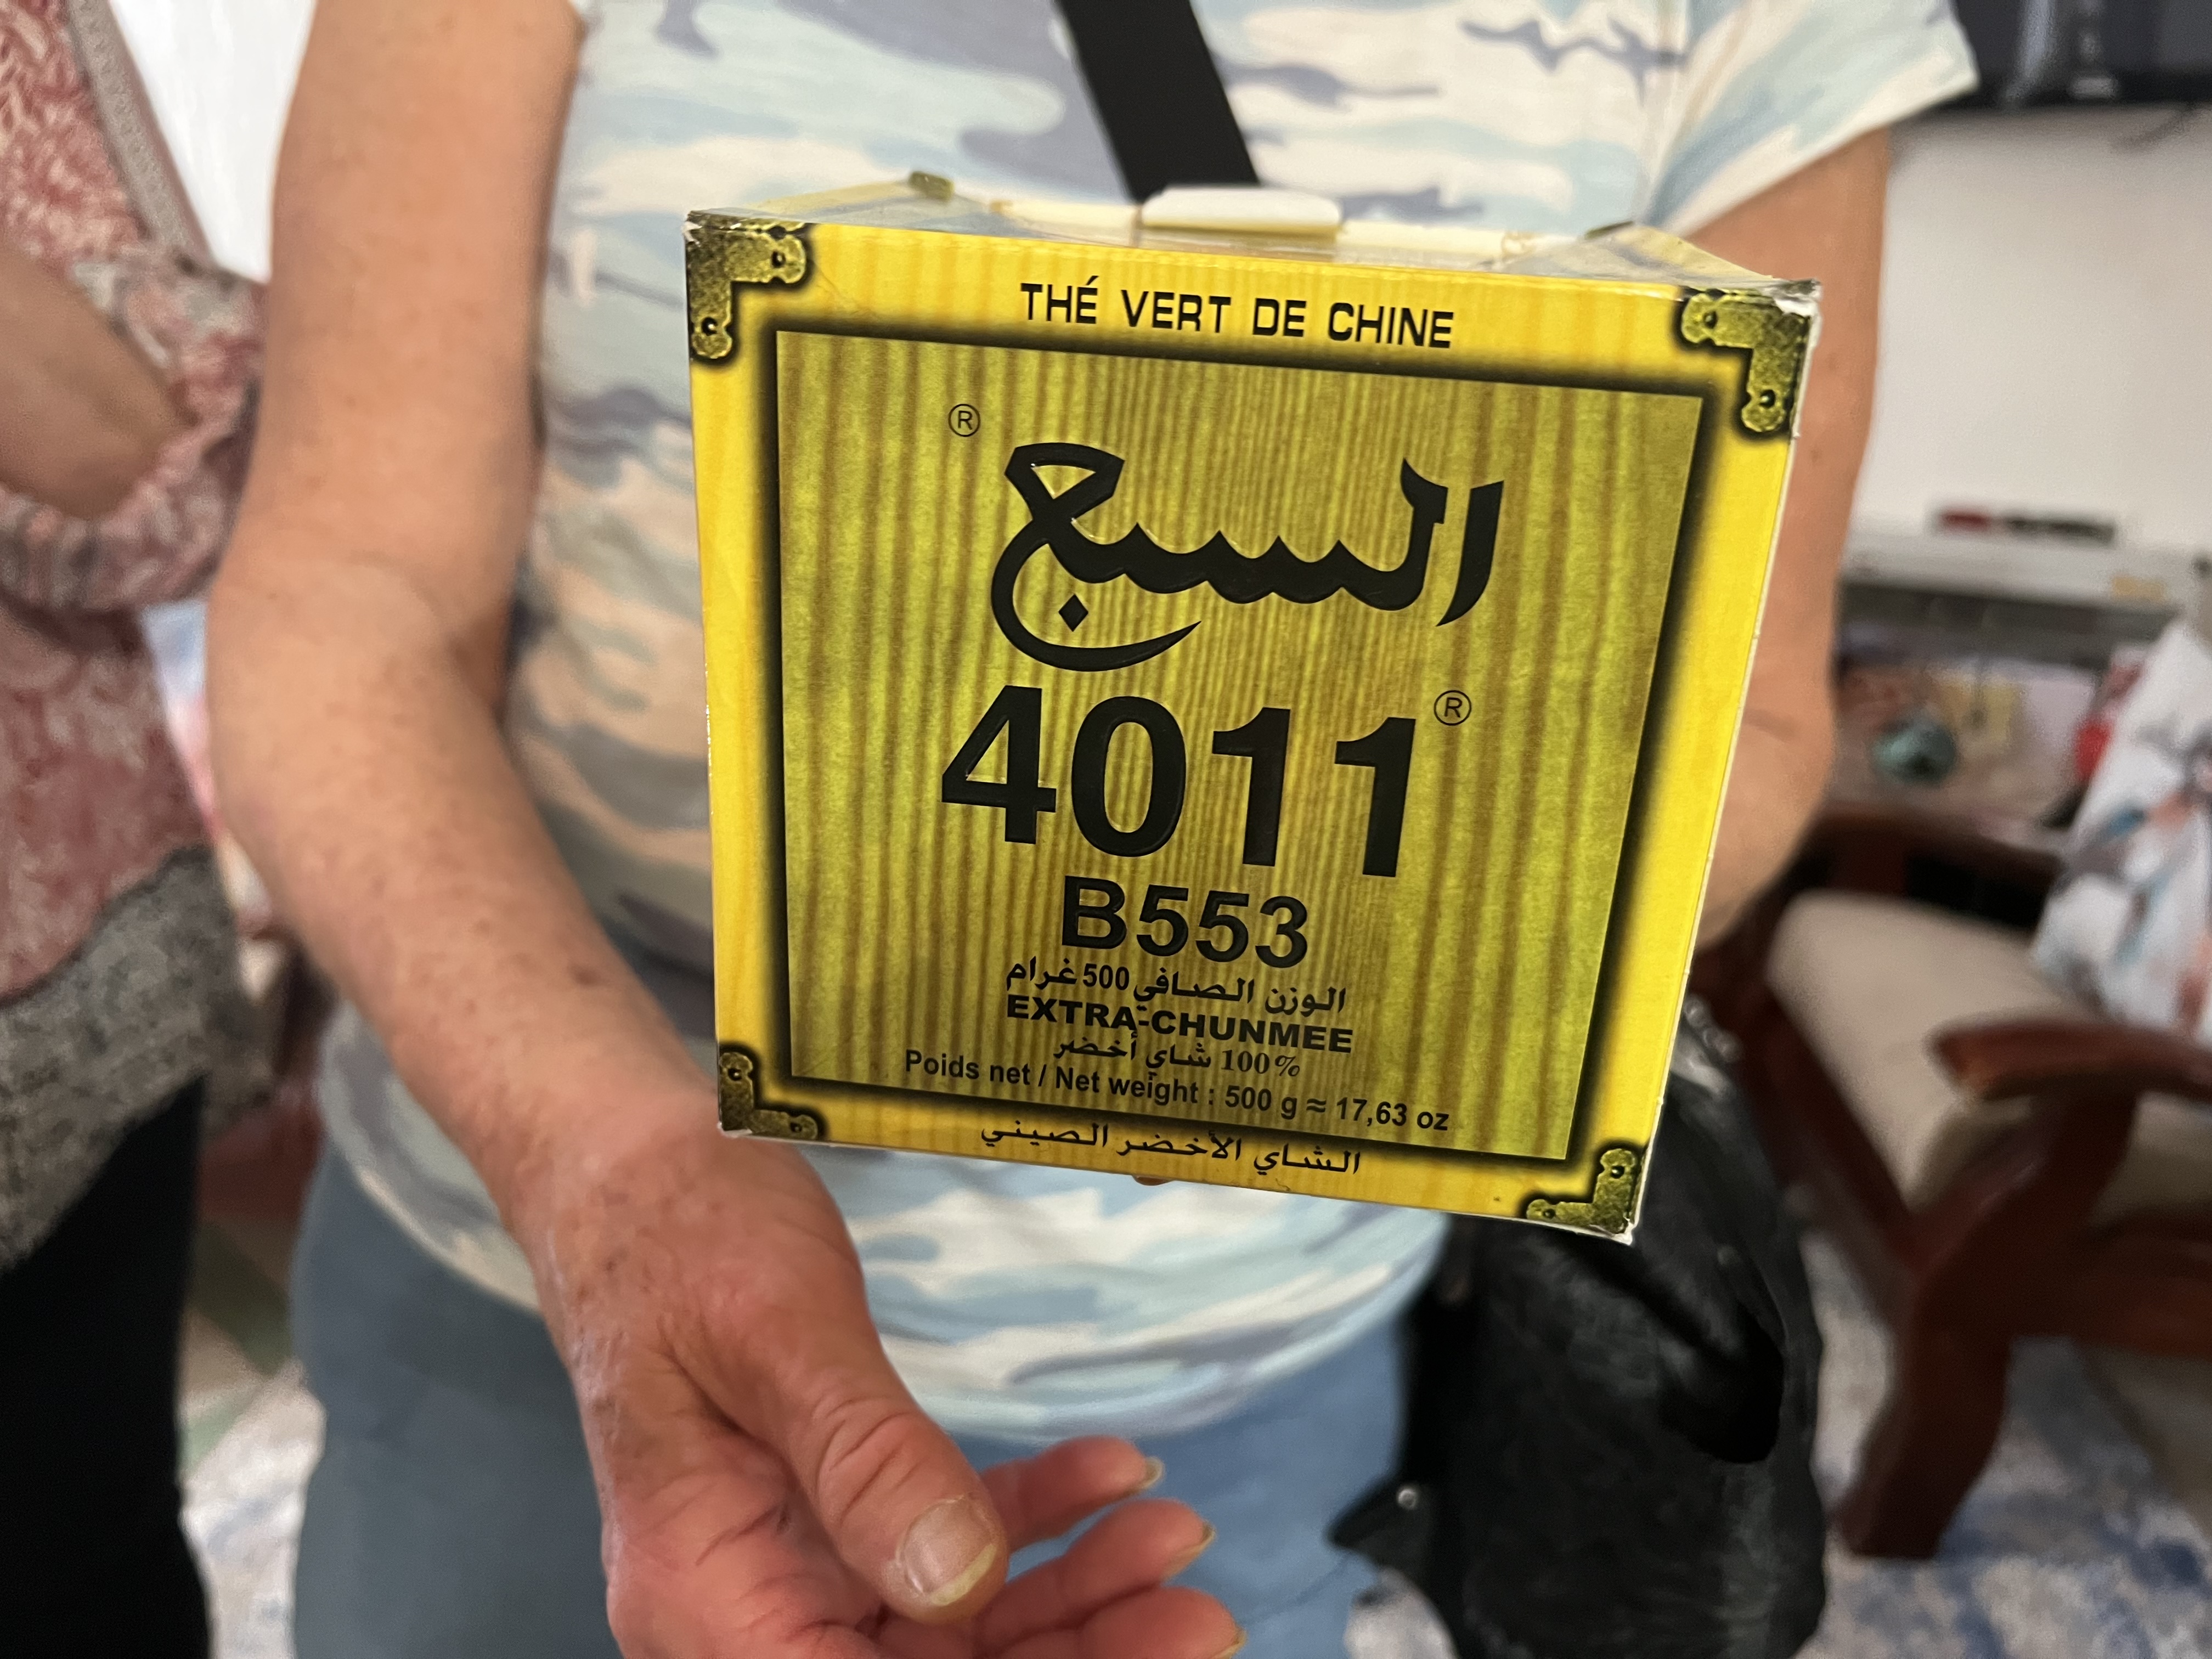 THÉ VERT DE CHINE
®
السبع
4011®
B553
الوزن الصافي 500 غرام
EXTRA-CHUNMEE
100% شاي أخضر
Poids net / Net weight : 500 g ≈ 17,63 oz
الشاي الأخضر الصيني